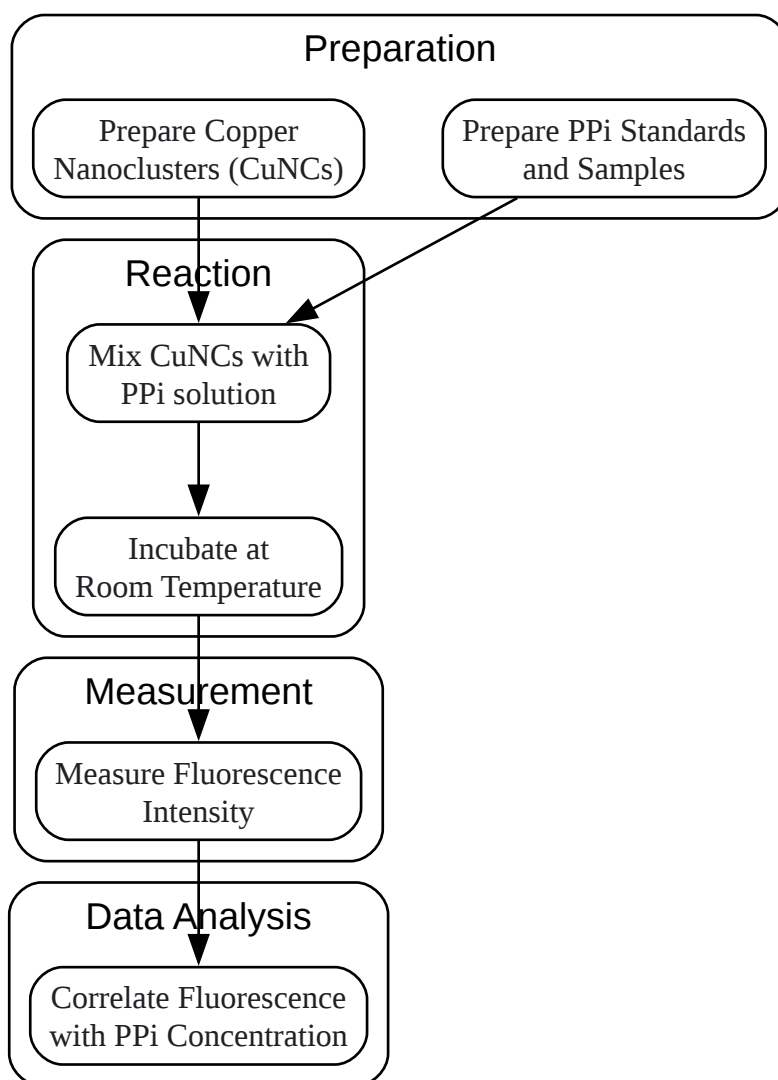 Preparation
Prepare Copper
Nanoclusters (CuNCs)
Prepare PPi Standards
and Samples
Reaction
Mix CuNCs with
PPi solution
Incubate at
Room Temperature
Measurement
Measure Fluorescence
Intensity
Data Analysis
Correlate Fluorescence
with PPi Concentration